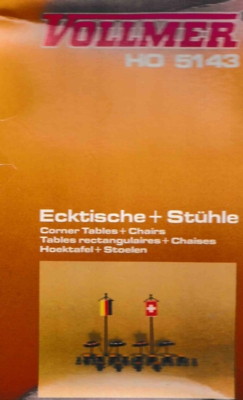 VOLLMER
HO 5143
Ecktische + Stühle
Corner Tables + Chairs
Tables rectangulaires + Chaises
Hoektafel + Stoelen